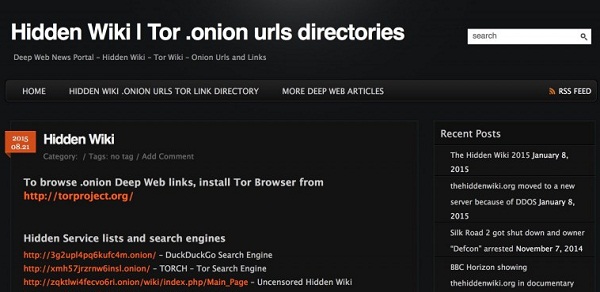 Hidden Wiki | Tor .onion urls directories
search
Deep Web News Portal – Hidden Wiki – Tor Wiki – Onion Urls and Links
HOME
HIDDEN WIKI .ONION URLS TOR LINK DIRECTORY
MORE DEEP WEB ARTICLES
RSS FEED
2015
08.21
Hidden Wiki
Category: / Tags: no tag / Add Comment
To browse .onion Deep Web links, install Tor Browser from
http://torproject.org/
Hidden Service lists and search engines
http://3g2upl4pq6kufc4m.onion/ – DuckDuckGo Search Engine
http://xmh57jrzrnw6insl.onion/ – TORCH – Tor Search Engine
http://zqktlwi4fecvo6ri.onion/wiki/index.php/Main_Page – Uncensored Hidden Wiki
Recent Posts
The Hidden Wiki 2015 January 8,
2015
thehiddenwiki.org moved to a new
server because of DDOS January 8,
2015
Silk Road 2 got shut down and owner
"Defcon" arrested November 7, 2014
BBC Horizon showing
thehiddenwiki.org in documentary